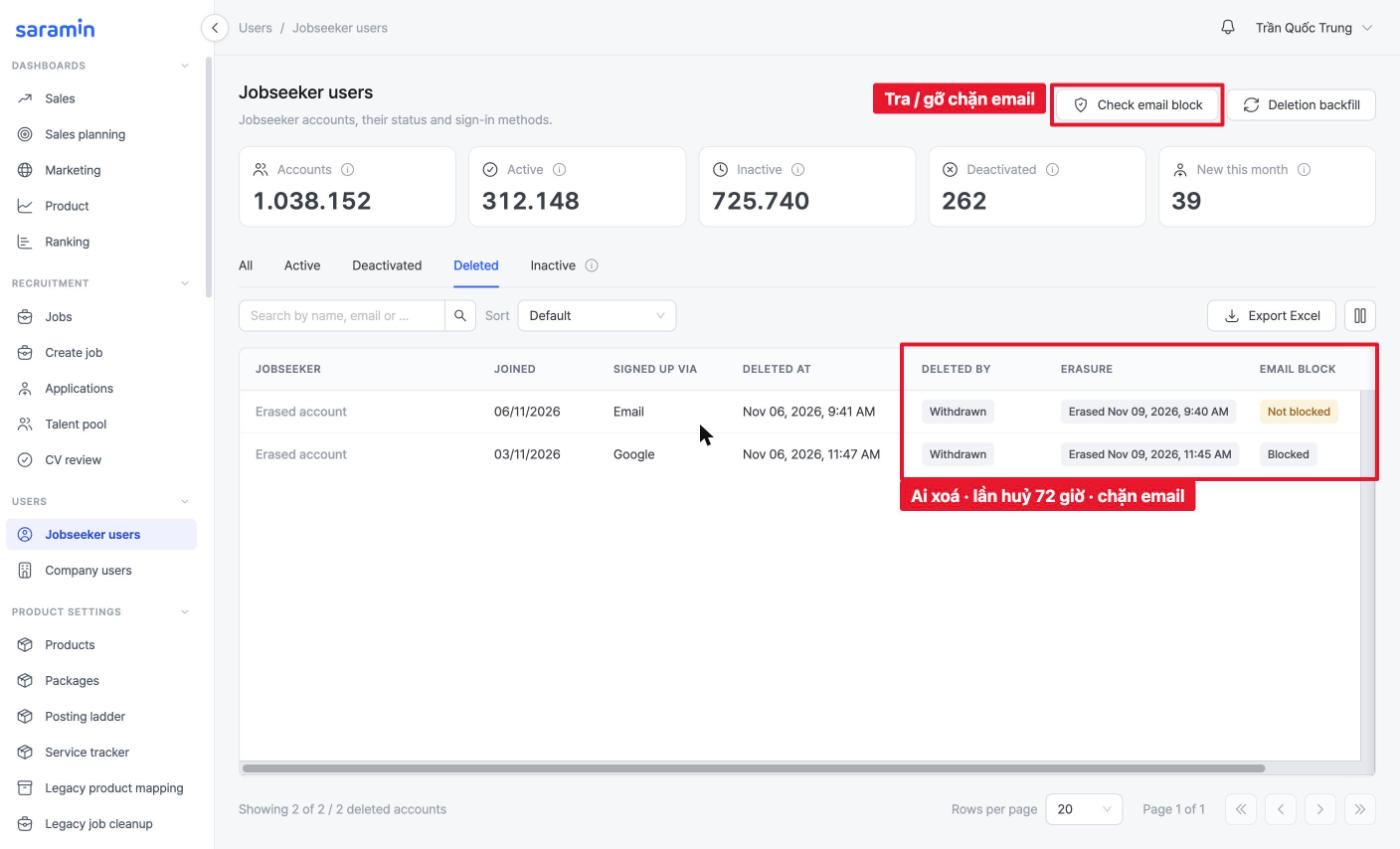 saramin
Users / Jobseeker users
Trần Quốc Trung
DASHBOARDS
Sales
Sales planning
Marketing
Product
Ranking
RECRUITMENT
Jobs
Create job
Applications
Talent pool
CV review
USERS
Jobseeker users
Company users
PRODUCT SETTINGS
Products
Packages
Posting ladder
Service tracker
Legacy product mapping
Legacy job cleanup
Jobseeker users
Jobseeker accounts, their status and sign-in methods.
Tra / gỡ chặn email
Check email block
Deletion backfill
Accounts
1.038.152
Active
312.148
Inactive
725.740
Deactivated
262
New this month
39
All Active Deactivated Deleted Inactive
Search by name, email or ...
Sort
Default
Export Excel
JOBSEEKER JOINED SIGNED UP VIA DELETED AT DELETED BY ERASURE EMAIL BLOCK
Erased account 06/11/2026 Email Nov 06, 2026, 9:41 AM Withdrawn Erased Nov 09, 2026, 9:40 AM Not blocked
Erased account 03/11/2026 Google Nov 06, 2026, 11:47 AM Withdrawn Erased Nov 09, 2026, 11:45 AM Blocked
Ai xoá · lần huỷ 72 giờ · chặn email
Showing 2 of 2 / 2 deleted accounts
Rows per page 20 Page 1 of 1